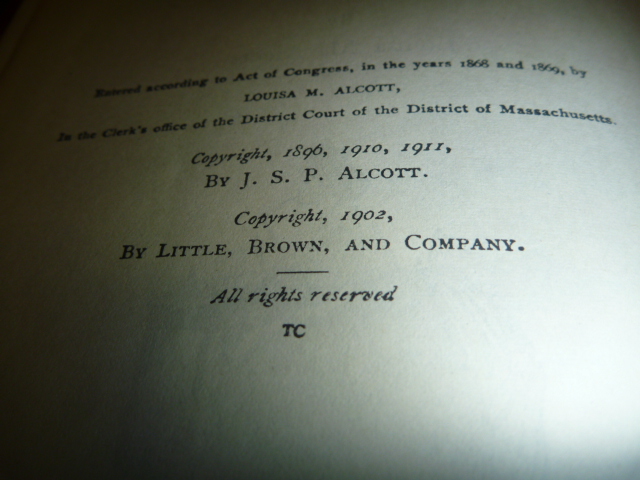 Entered according to Act of Congress, in the years 1868 and 1869, by
LOUISA M. ALCOTT,
In the Clerk's office of the District Court of the District of Massachusetts.
Copyright, 1896, 1910, 1911,
BY J. S. P. ALCOTT.
Copyright, 1902,
BY LITTLE, BROWN, AND COMPANY.
All rights reserved
TC